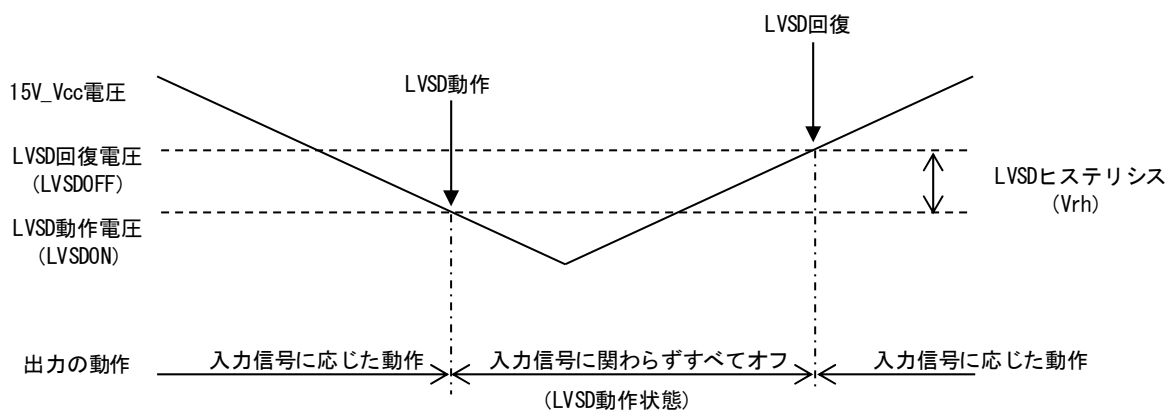 LVSD回復
LVSD動作
15V_Vcc電圧
LVSD回復電圧
(LVSDOFF)
LVSDヒステリシス
(Vrh)
LVSD動作電圧
(LVSDON)
出力の動作
入力信号に応じた動作
入力信号に関わらずすべてオフ
入力信号に応じた動作
(LVSD動作状態)